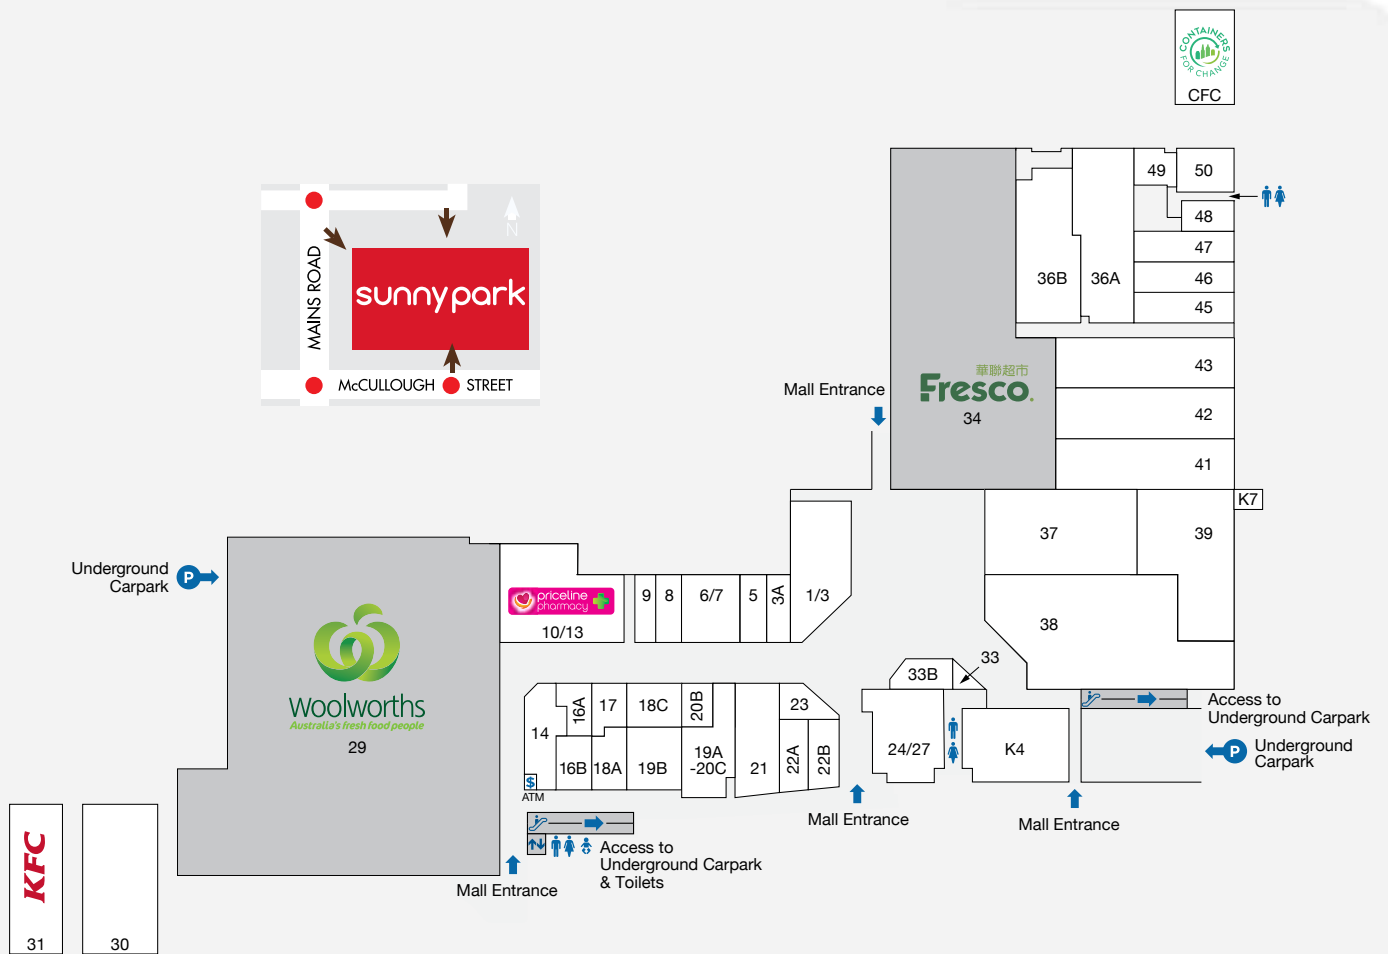 CONTAINERS
FOR CHANGE
CFC
49
50
48
47
46
45
36B
36A
N
MAINS ROAD
sunnypark
McCULLOUGH
STREET
43
華聯超市
Fresco.
34
Mall Entrance
42
41
K7
37
39
Underground
Carpark
P
priceline
pharmacy
10/13
9
8
6/7
5
3A
1/3
38
33
33B
Woolworths
Australia's fresh food people
29
14
16A
17
18C
20B
23
16B
18A
19B
19A
-20C
21
22A
22B
24/27
K4
Access to
Underground Carpark
P
Underground
Carpark
$
ATM
Mall Entrance
Mall Entrance
Access to
Underground Carpark
& Toilets
Mall Entrance
KFC
31
30